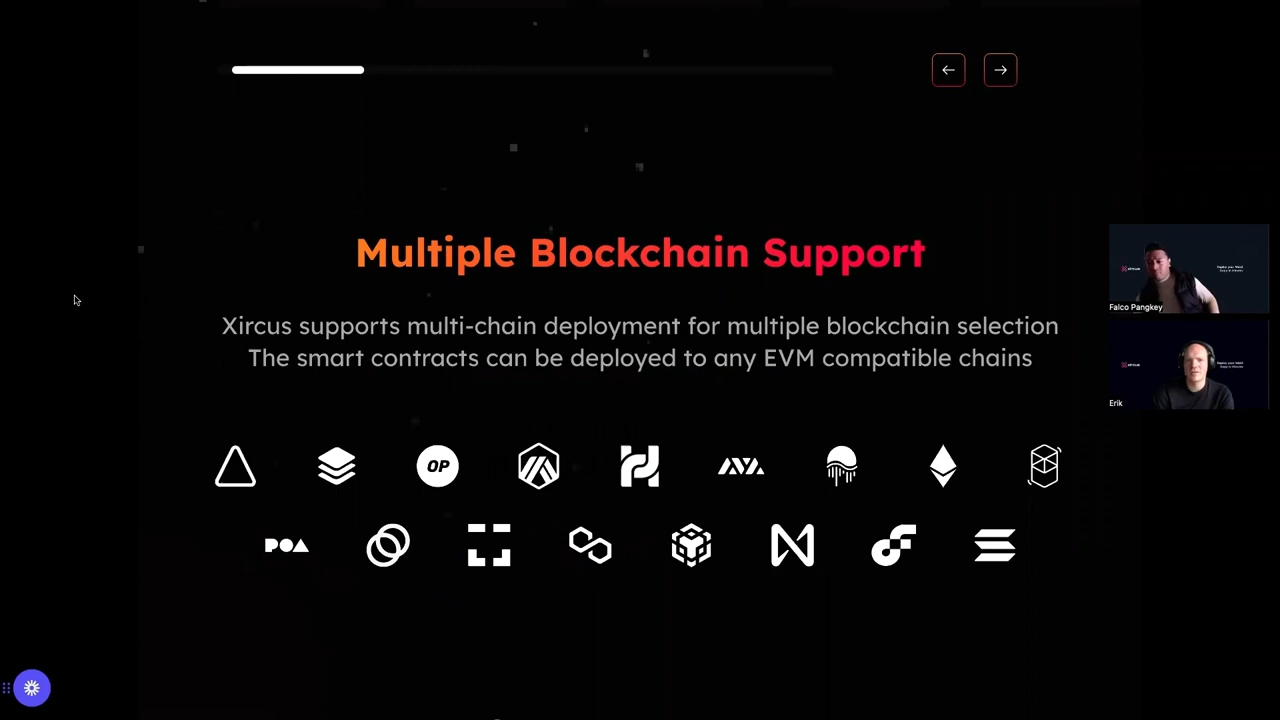 Multiple Blockchain Support
Xircus supports multi-chain deployment for multiple blockchain selection
The smart contracts can be deployed to any EVM compatible chains
OP
POA
Falco Pangkey
Erik